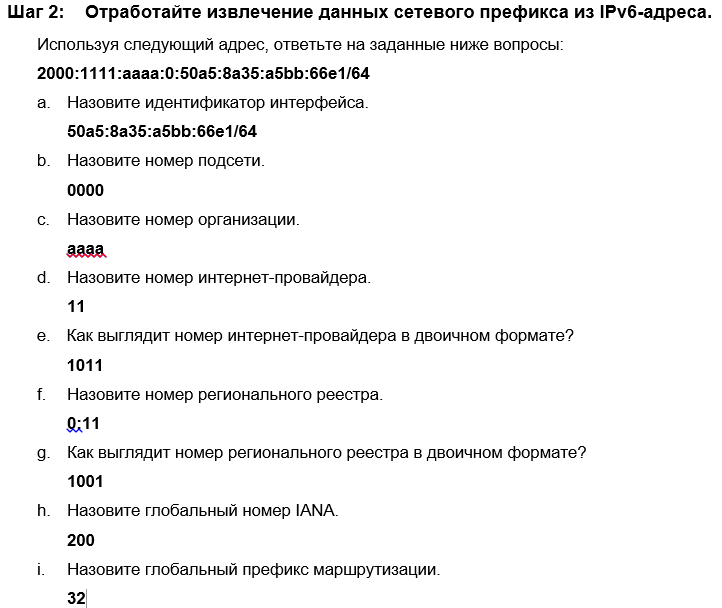 Шаг 2: Отработайте извлечение данных сетевого префикса из IPv6-адреса.
Используя следующий адрес, ответьте на заданные ниже вопросы:
2000:1111:aaaa:0:50a5:8a35:a5bb:66e1/64
a. Назовите идентификатор интерфейса.
50a5:8a35:a5bb:66e1/64
b. Назовите номер подсети.
0000
c. Назовите номер организации.
aaaa
d. Назовите номер интернет-провайдера.
11
e. Как выглядит номер интернет-провайдера в двоичном формате?
1011
f. Назовите номер регионального реестра.
0:11
g. Как выглядит номер регионального реестра в двоичном формате?
1001
h. Назовите глобальный номер IANA.
200
i. Назовите глобальный префикс маршрутизации.
32